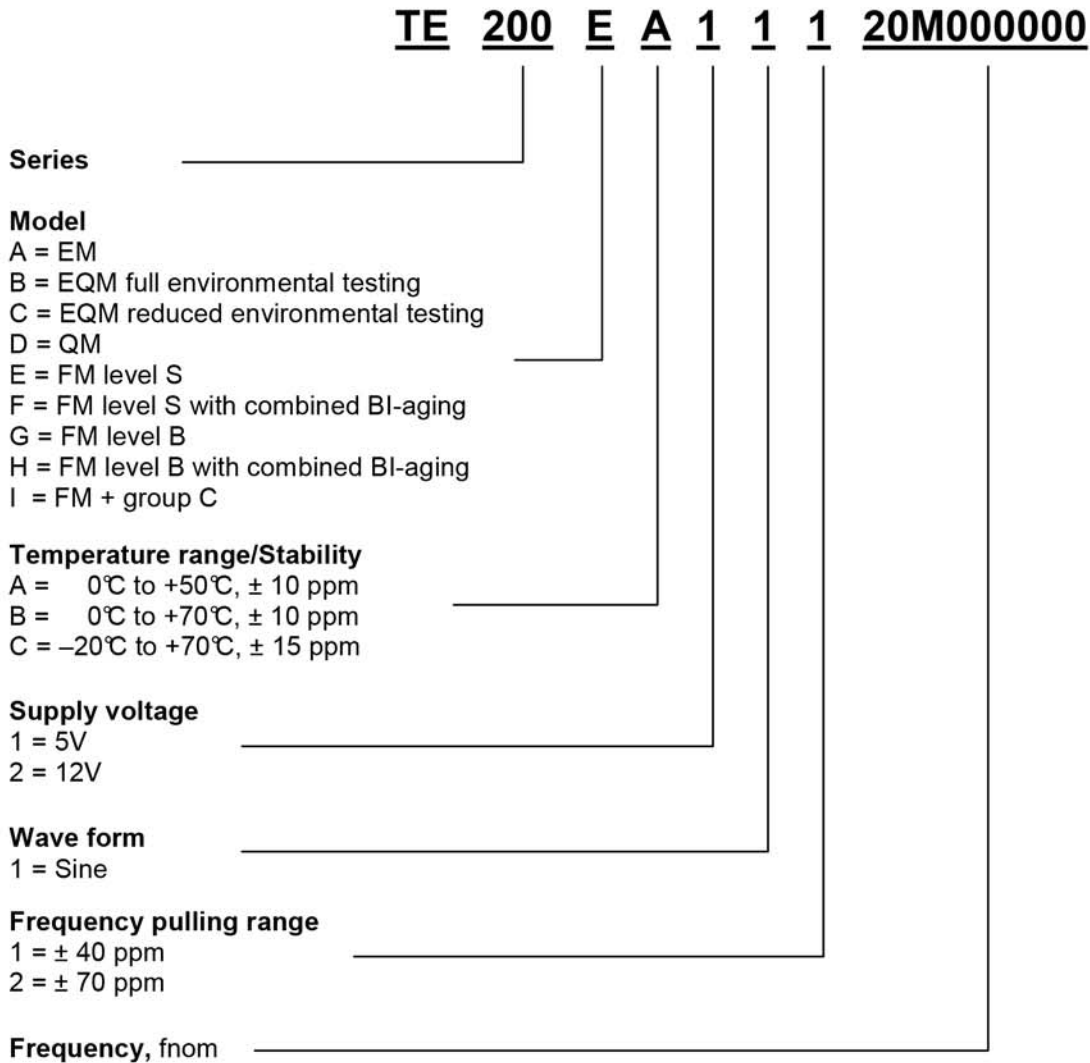 TE 200 E A 1 1 1 20M000000
Series
Model
A = EM
B = EQM full environmental testing
C = EQM reduced environmental testing
D = QM
E = FM level S
F = FM level S with combined BI-aging
G = FM level B
H = FM level B with combined BI-aging
I = FM + group C
Temperature range/Stability
A = 0°C to +50°C, ± 10 ppm
B = 0°C to +70°C, ± 10 ppm
C = –20°C to +70°C, ± 15 ppm
Supply voltage
1 = 5V
2 = 12V
Wave form
1 = Sine
Frequency pulling range
1 = ± 40 ppm
2 = ± 70 ppm
Frequency, fnom